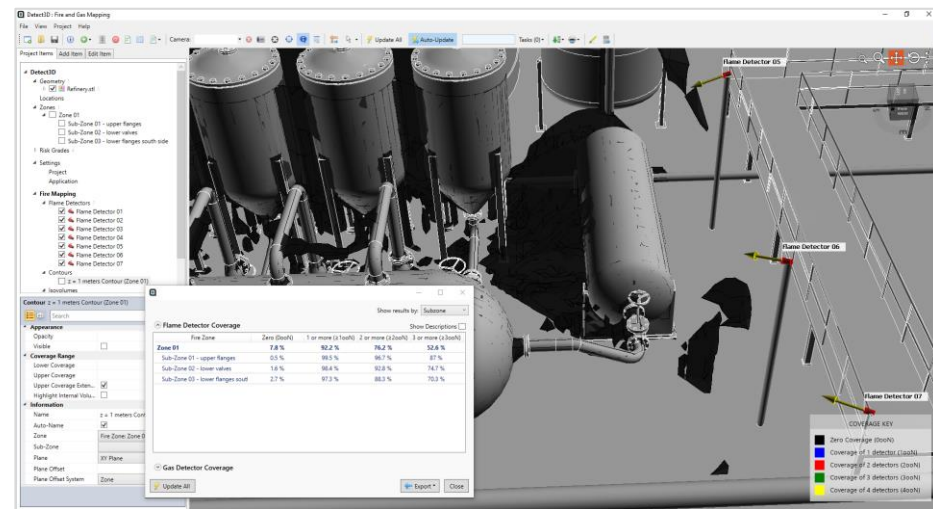 Detect3D : Fire and Gas Mapping
File View Project Help
Camera:
Update All
Auto-Update
Tasks (0)
Project Items Add Item Edit Item
Detect3D
Geometry
Refinery.stl
Locations
Zones
Zone 01
Sub-Zone 01 - upper flanges
Sub-Zone 02 - lower valves
Sub-Zone 03 - lower flanges south side
Risk Grades
Settings
Project
Application
Fire Mapping
Flame Detectors
Flame Detector 01
Flame Detector 02
Flame Detector 03
Flame Detector 04
Flame Detector 05
Flame Detector 06
Flame Detector 07
Contours
z = 1 meters Contour (Zone 01)
Isovolumes
Contour z = 1 meters Contour (Zone 01)
Search
Appearance
Opacity
Visible
Coverage Range
Lower Coverage
Upper Coverage
Upper Coverage Exten...
Highlight Internal Volu...
Information
Name z = 1 meters Cont
Auto-Name
Zone Fire Zone: Zone 0
Sub-Zone
Plane XY Plane
Plane Offset
Plane Offset System Zone
Show results by: Subzone
Flame Detector Coverage
Show Descriptions
Fire Zone Zero (0ooN) 1 or more (≥1ooN) 2 or more (≥2ooN) 3 or more (≥3ooN)
Zone 01 7.8 % 92.2 % 76.2 % 52.6 %
Sub-Zone 01 - upper flanges 0.5 % 99.5 % 96.7 % 87 %
Sub-Zone 02 - lower valves 1.6 % 98.4 % 92.8 % 74.7 %
Sub-Zone 03 - lower flanges sout 2.7 % 97.3 % 88.3 % 70.3 %
Gas Detector Coverage
Update All
Export
Close
Flame Detector 05
Flame Detector 06
Flame Detector 07
COVERAGE KEY
Zero Coverage (0ooN)
Coverage of 1 detector (1ooN)
Coverage of 2 detectors (2ooN)
Coverage of 3 detectors (3ooN)
Coverage of 4 detectors (4ooN)